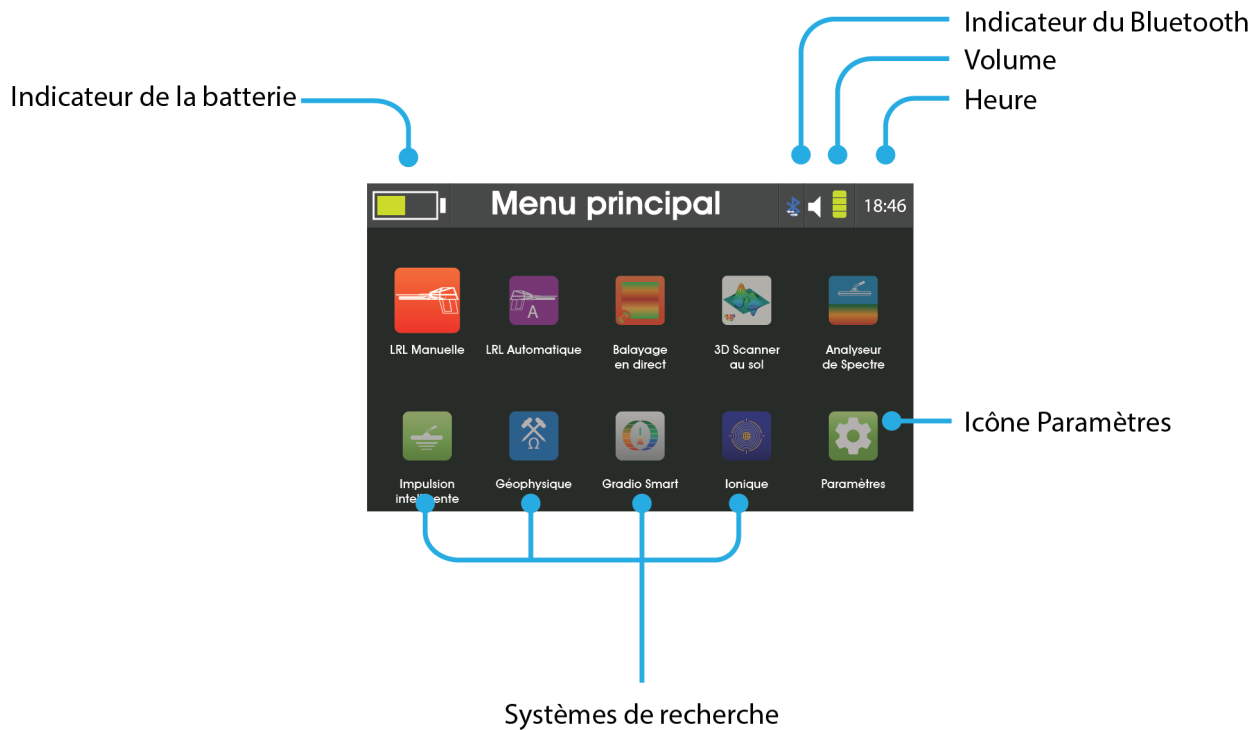 Indicateur du Bluetooth
Volume
Indicateur de la batterie
Heure
Menu principal
18:46
A
LRL Manuelle
LRL Automatique
Balayage
en direct
3D Scanner
au sol
Analyseur
de Spectre
Icône Paramètres
Ω
Impulsion
intelligente
Géophysique
Gradio Smart
Ionique
Paramètres
Systèmes de recherche